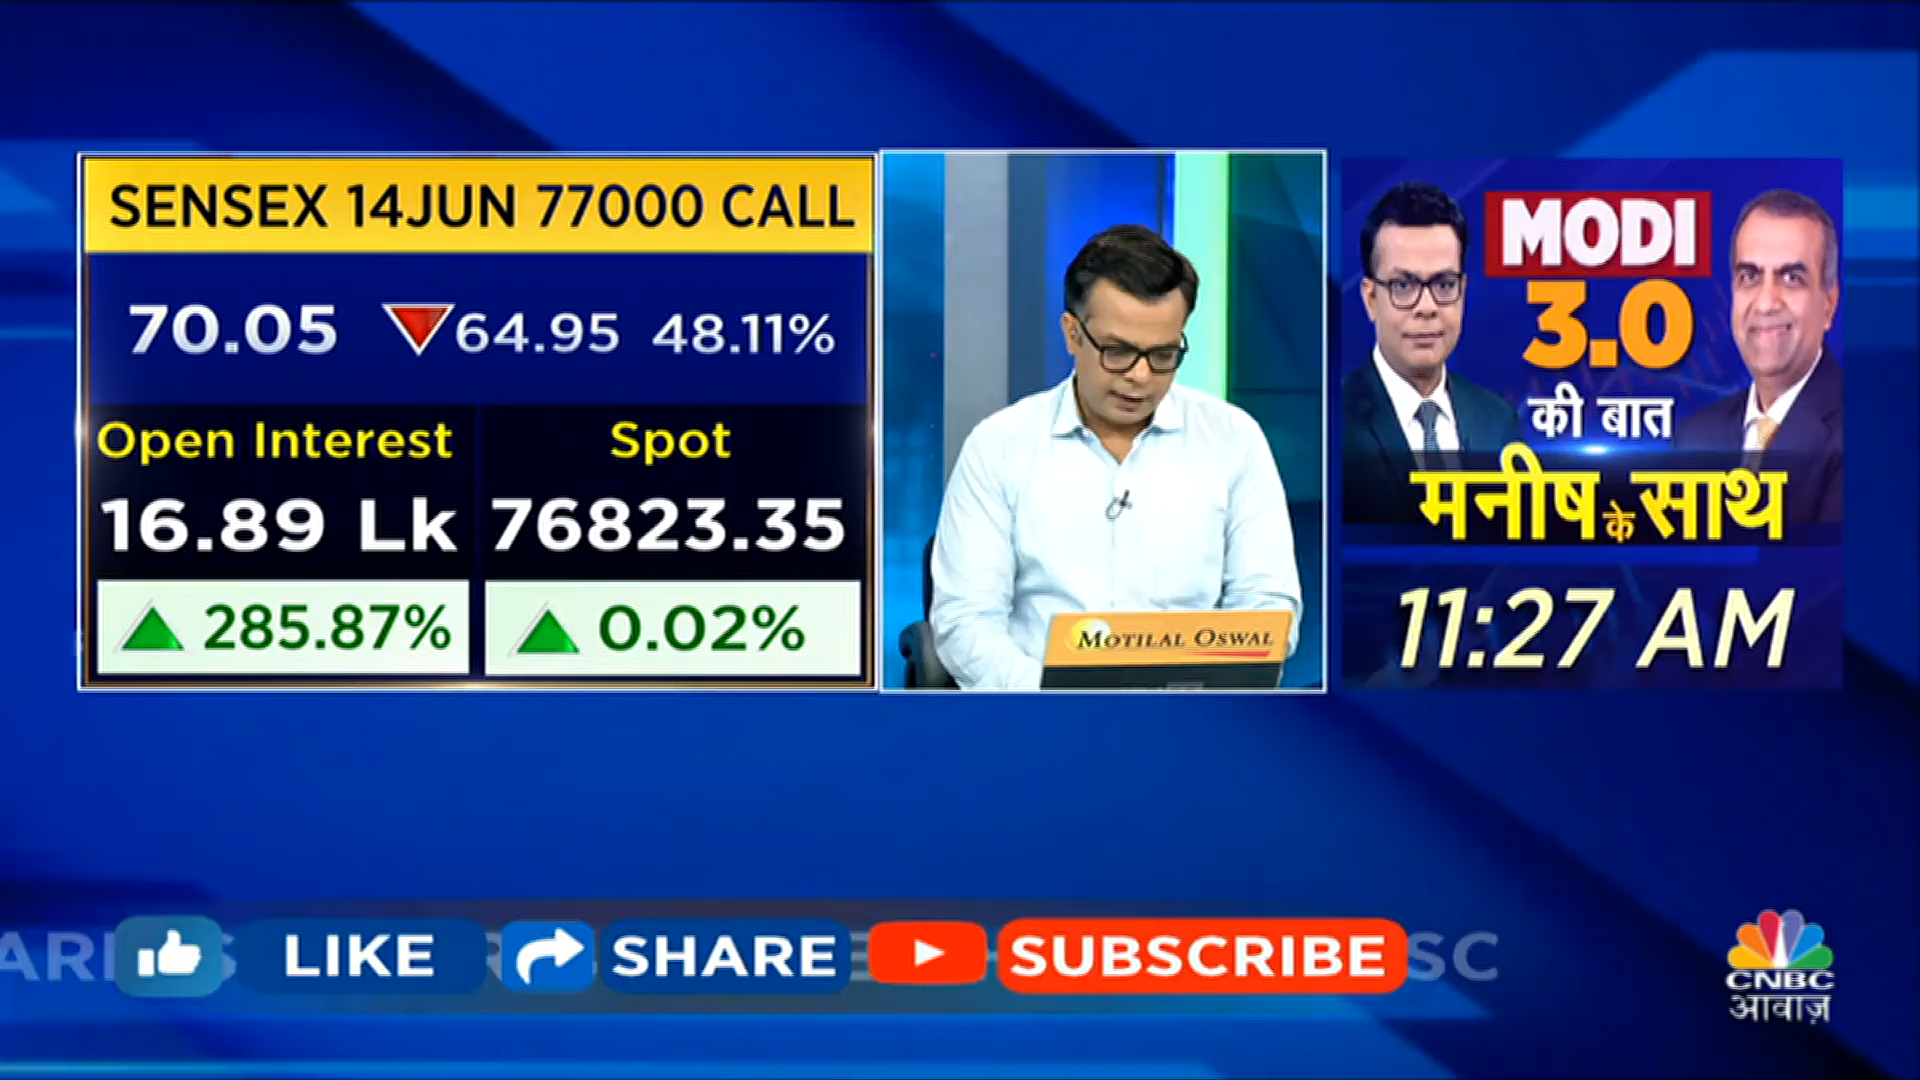 SENSEX 14JUN 77000 CALL
70.05 64.95 48.11%
Open Interest
16.89 Lk
285.87%
Spot
76823.35
0.02%
MOTILAL OSWAL
MODI
3.0
की बात
मनीष के साथ
11:27 AM
LIKE SHARE SUBSCRIBE
SC
CNBC
आवाज़